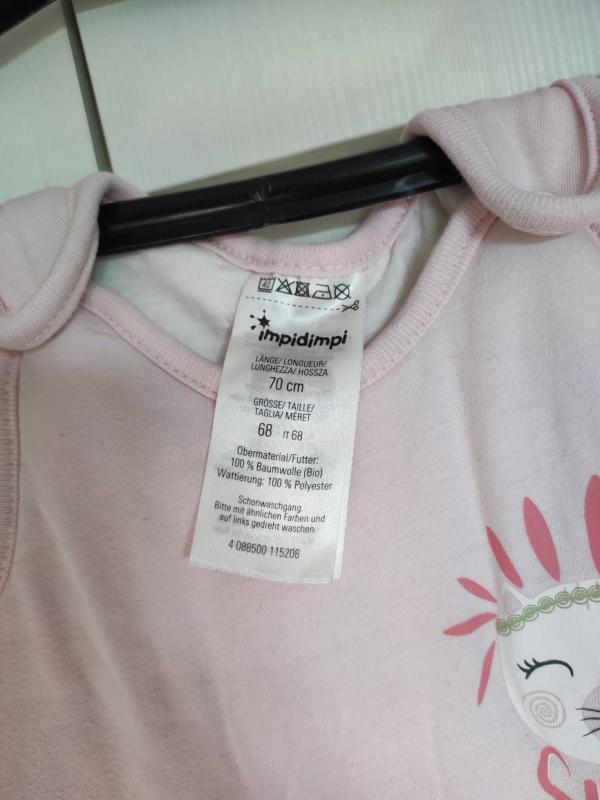 impidimpi
LÄNGE/ LONGUEUR/
LUNGHEZZA/ HOSSZA
70 cm
GRÖSSE/ TAILLE/
TAGLIA/ MÉRET
68 IT 68
Obermaterial/Futter:
100 % Baumwolle (Bio)
Wattierung: 100 % Polyester
Schonwaschgang.
Bitte mit ähnlichen Farben und
auf links gedreht waschen.
4 088500 115208